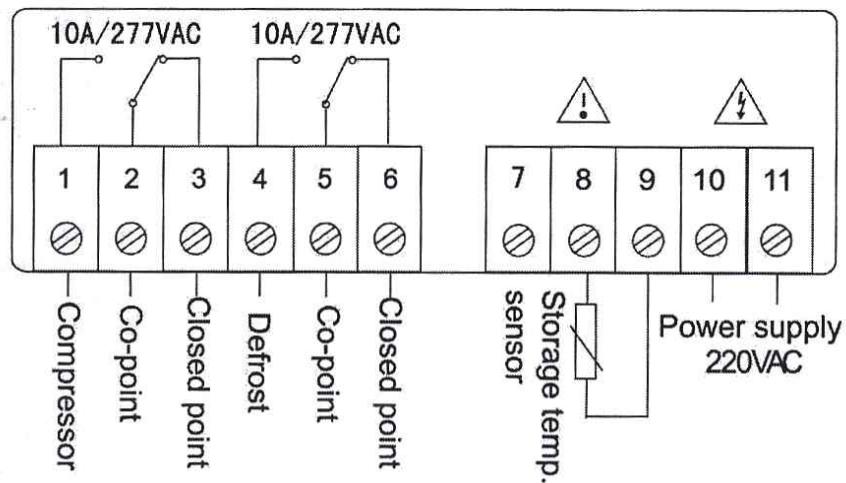 10A/277VAC 10A/277VAC
1 2 3 4 5 6 7 8 9 10 11
Compressor
Co-point
Closed point
Defrost
Co-point
Closed point
Storage temp.
sensor
Power supply
220VAC